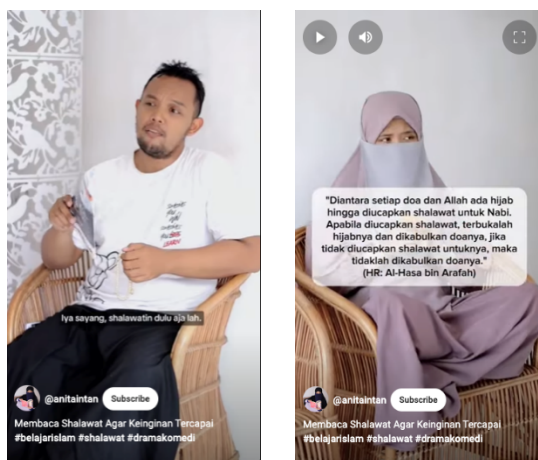 Iya sayang, shalawatin dulu aja lah.
@anitaintan Subscribe
Membaca Shalawat Agar Keinginan Tercapai
#belajarislam #shalawat #dramakomedi
"Diantara setiap doa dan Allah ada hijab
hingga diucapkan shalawat untuk Nabi.
Apabila diucapkan shalawat, terbukalah
hijabnya dan dikabulkan doanya, jika
tidak diucapkan shalawat untuknya, maka
tidaklah dikabulkan doanya."
(HR: Al-Hasa bin Arafah)
@anitaintan Subscribe
Membaca Shalawat Agar Keinginan Tercapai
#belajarislam #shalawat #dramakomedi